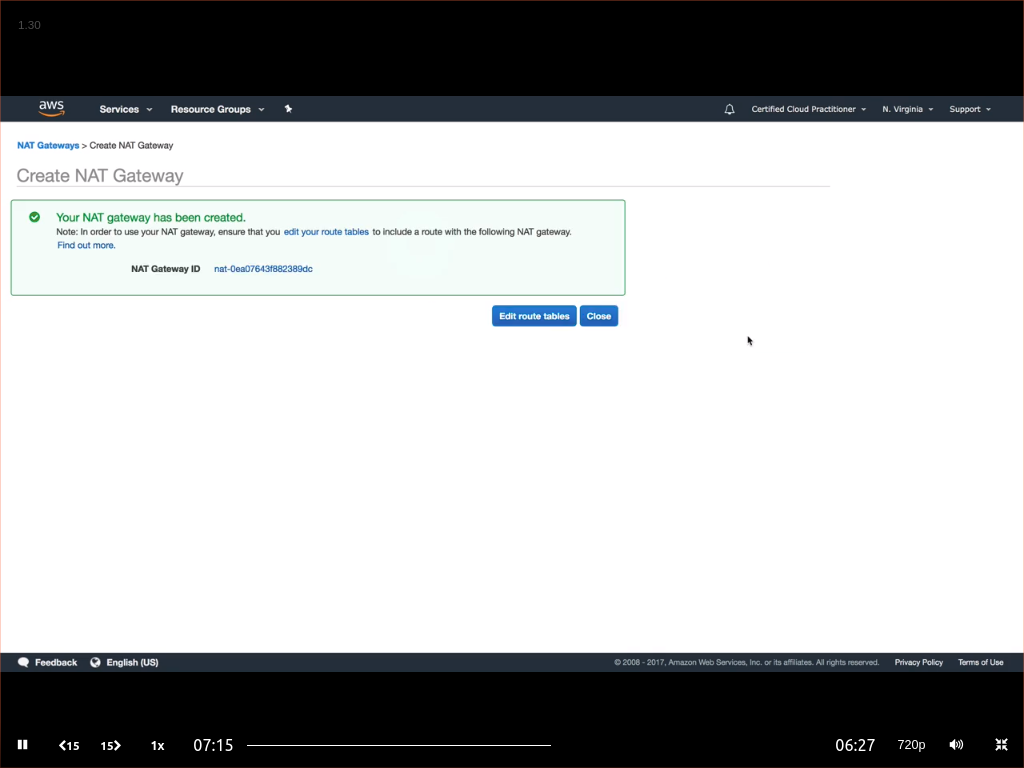 1.30
aws Services Resource Groups Certified Cloud Practitioner N. Virginia Support
NAT Gateways > Create NAT Gateway
Create NAT Gateway
Your NAT gateway has been created.
Note: In order to use your NAT gateway, ensure that you edit your route tables to include a route with the following NAT gateway.
Find out more.
NAT Gateway ID nat-0ea07643f882389dc
Edit route tables Close
Feedback English (US) © 2008 - 2017, Amazon Web Services, Inc. or its affiliates. All rights reserved. Privacy Policy Terms of Use
15 15 1x 07:15 06:27 720p